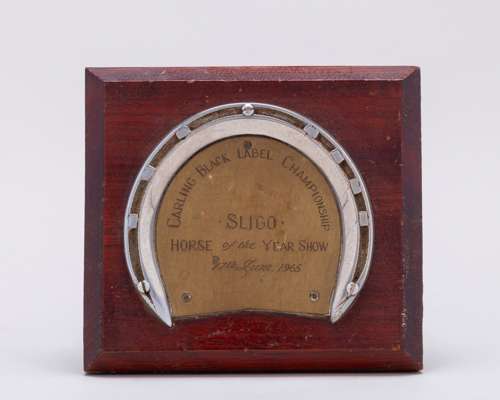 CARLING BLACK LABEL CHAMPIONSHIP
· SLIGO ·
HORSE of the YEAR SHOW
June, 1965